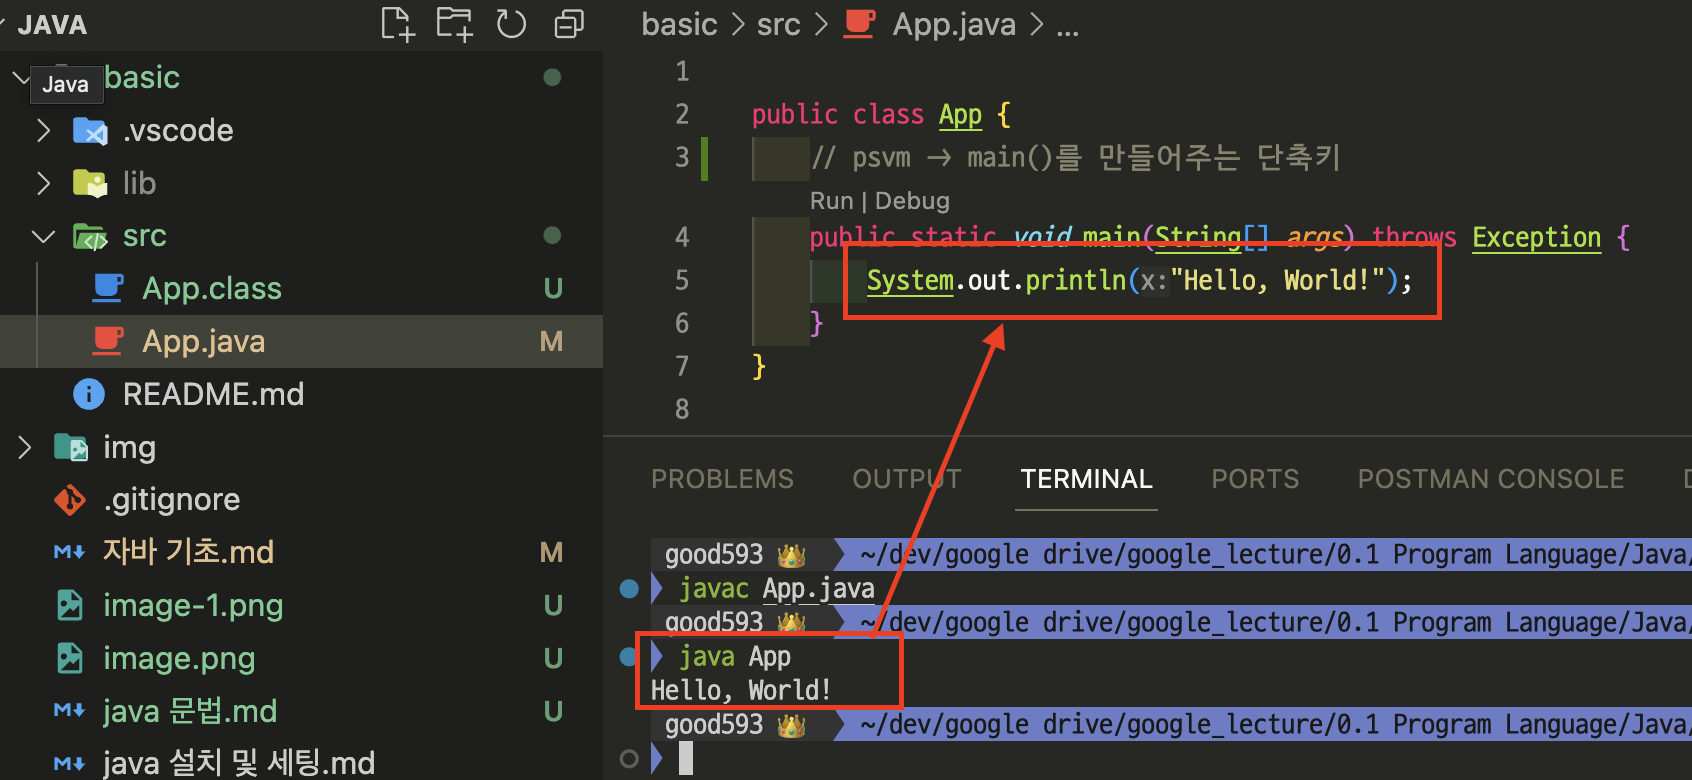 JAVA
basic
Java
.vscode
lib
src
App.class U
App.java M
README.md
img
.gitignore
자바 기초.md M
image-1.png U
image.png U
java 문법.md U
java 설치 및 세팅.md
basic > src > App.java > ...
1
2 public class App {
3 // psvm → main()를 만들어주는 단축키
Run | Debug
4 public static void main(String[] args) throws Exception {
5 System.out.println(x:"Hello, World!");
6 }
7 }
8
PROBLEMS OUTPUT TERMINAL PORTS POSTMAN CONSOLE
good593 👑 ~/dev/google drive/google_lecture/0.1 Program Language/Java/
javac App.java
good593 👑 ~/dev/google drive/google_lecture/0.1 Program Language/Java/
java App
Hello, World!
good593 👑 ~/dev/google drive/google_lecture/0.1 Program Language/Java/